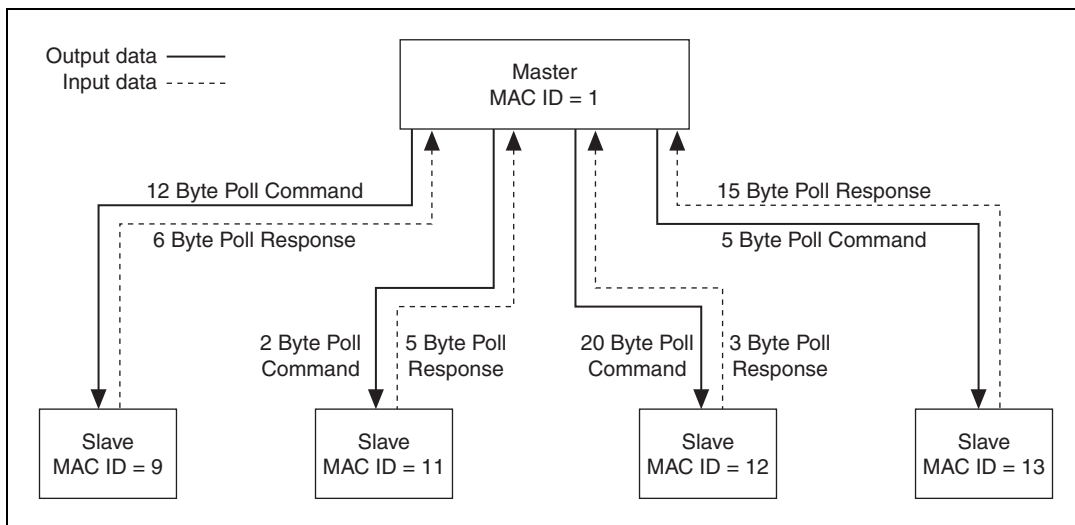 Output data
Input data
Master
MAC ID = 1
12 Byte Poll Command
6 Byte Poll Response
15 Byte Poll Response
5 Byte Poll Command
2 Byte Poll
Command
5 Byte Poll
Response
20 Byte Poll
Command
3 Byte Poll
Response
Slave
MAC ID = 9
Slave
MAC ID = 11
Slave
MAC ID = 12
Slave
MAC ID = 13